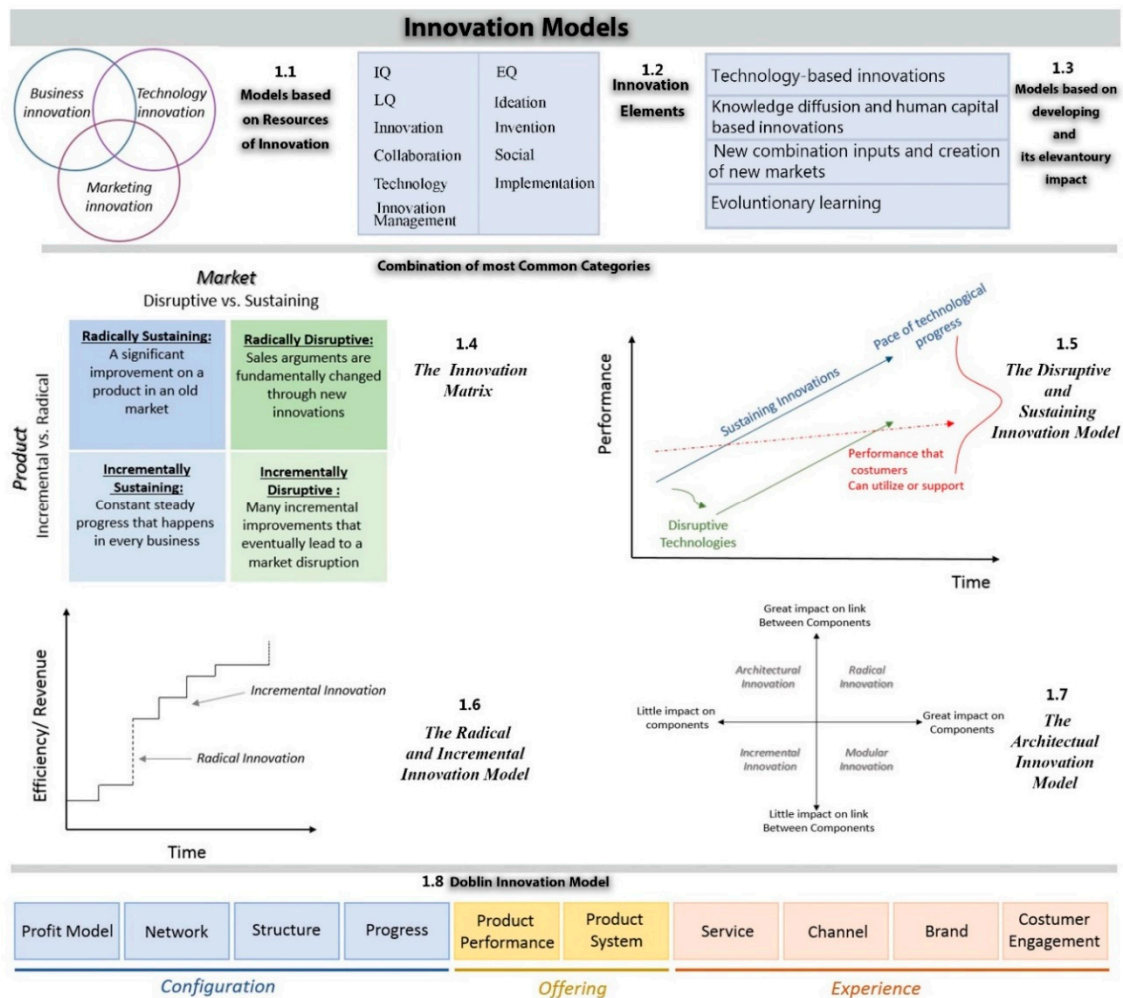 Innovation Models
Business
innovation
Technology
innovation
Marketing
innovation
1.1
Models based
on Resources
of Innovation
IQ
LQ
Innovation
Collaboration
Technology
Innovation
Management
EQ
Ideation
Invention
Social
Implementation
1.2
Innovation
Elements
Technology-based innovations
Knowledge diffusion and human capital
based innovations
New combination inputs and creation
of new markets
Evoluntionary learning
1.3
Models based on
developing
and
its elevantoury
impact
Combination of most Common Categories
Market
Disruptive vs. Sustaining
Product
Incremental vs. Radical
Radically Sustaining:
A significant
improvement on a
product in an old
market
Radically Disruptive:
Sales arguments are
fundamentally changed
through new
innovations
Incrementally
Sustaining:
Constant steady
progress that happens
in every business
Incrementally
Disruptive :
Many incremental
improvements that
eventually lead to a
market disruption
1.4
The Innovation
Matrix
Performance
Sustaining Innovations
Pace of technological
progress
Performance that
costumers
Can utilize or support
Disruptive
Technologies
Time
1.5
The Disruptive
and
Sustaining
Innovation Model
Efficiency/ Revenue
Incremental Innovation
Radical Innovation
Time
1.6
The Radical
and Incremental
Innovation Model
Great impact on link
Between Components
Architectural
Innovation
Radical
Innovation
Little impact on
components
Great impact on
Components
Incremental
Innovation
Modular
Innovation
Little impact on link
Between Components
1.7
The
Architectual
Innovation
Model
1.8 Doblin Innovation Model
Profit Model
Network
Structure
Progress
Product
Performance
Product
System
Service
Channel
Brand
Costumer
Engagement
Configuration
Offering
Experience